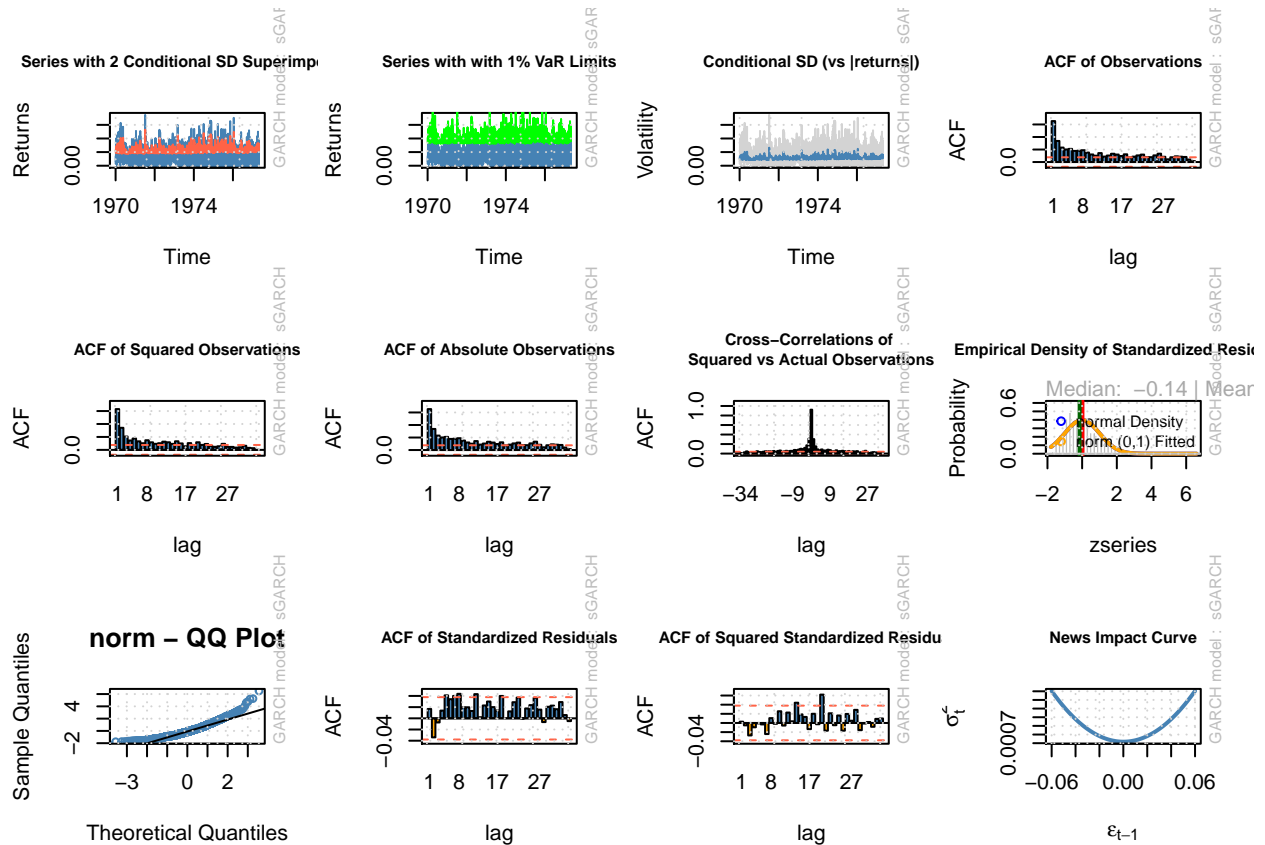 Series with 2 Conditional SD Superimp
Returns
0.00
1970 1974
Time
GARCH model : sGAR
Series with with 1% VaR Limits
Returns
0.00
1970 1974
Time
GARCH model : sGAR
Conditional SD (vs |returns|)
Volatility
0.00
1970 1974
Time
GARCH model : sGAR
ACF of Observations
ACF
0.0
1 8 17 27
lag
GARCH model : sGAR
ACF of Squared Observations
ACF
0.0
1 8 17 27
lag
GARCH model : sGARCH
ACF of Absolute Observations
ACF
0.0
1 8 17 27
lag
GARCH model : sGARCH
Cross−Correlations of
Squared vs Actual Observations
ACF
0.0 1.0
−34 −9 9 27
lag
GARCH model : sGARCH
Empirical Density of Standardized Resi
Median: −0.14 | Mean
Probability
0.0 0.6
normal Density
norm (0,1) Fitted
−2 0 2 4 6
zseries
GARCH model : sGARCH
norm − QQ Plot
Sample Quantiles
−2 4
−3 0 2
Theoretical Quantiles
GARCH model : sGARCH
ACF of Standardized Residuals
ACF
−0.04
1 8 17 27
lag
GARCH model : sGARCH
ACF of Squared Standardized Residu
ACF
−0.04
1 8 17 27
lag
GARCH model : sGARCH
News Impact Curve
0.0007
−0.06 0.00 0.06
εt−1
GARCH model : sGARCH